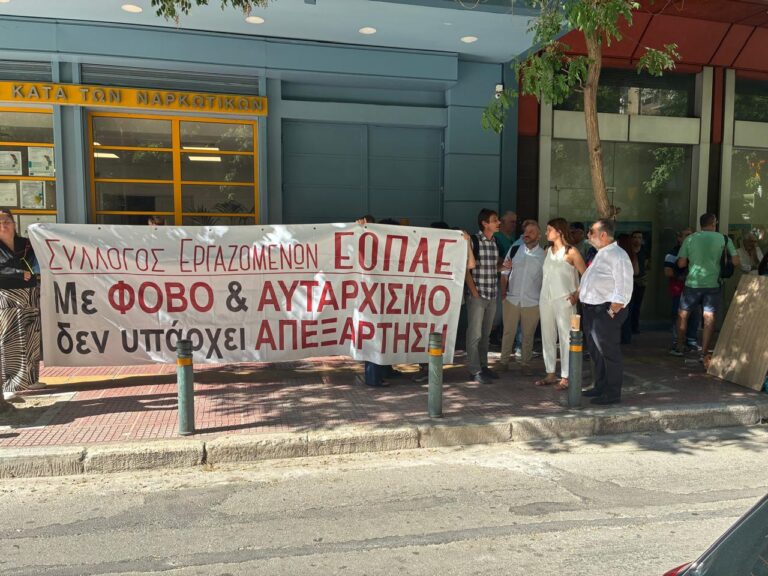 ΚΑΤΑ ΤΩΝ ΝΑΡΚΩΤΙΚΩΝ
ΣΥΛΛΟΓΟΣ ΕΡΓΑΖΟΜΕΝΩΝ ΕΟΠΑΕ
Με ΦΟΒΟ & ΑΥΤΑΡΧΙΣΜΟ
δεν υπάρχει ΑΠΕΞΑΡΤΗΣΗ